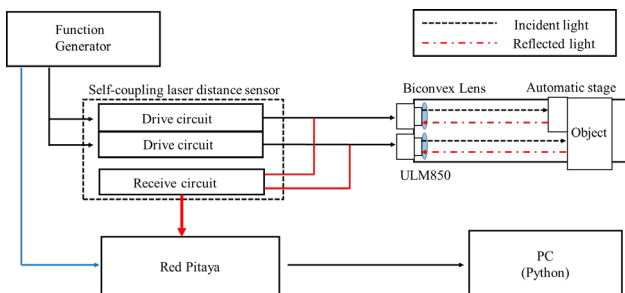 Function
Generator
Incident light
Reflected light
Self-coupling laser distance sensor
Biconvex Lens
Automatic stage
Drive circuit
Drive circuit
Object
Receive circuit
ULM850
Red Pitaya
PC
(Python)